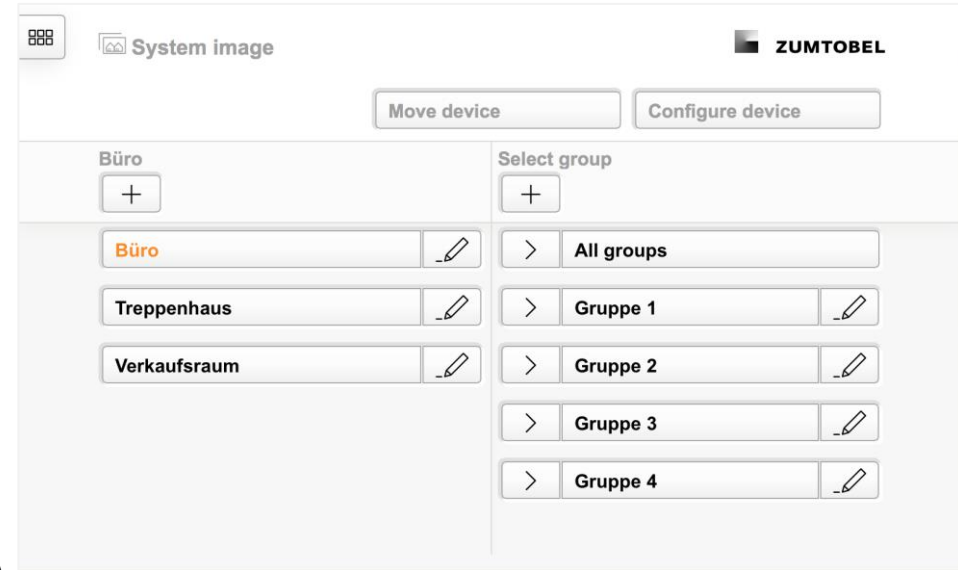 System image
ZUMTOBEL
Move device
Configure device
Büro
Select group
Büro
Treppenhaus
Verkaufsraum
All groups
Gruppe 1
Gruppe 2
Gruppe 3
Gruppe 4